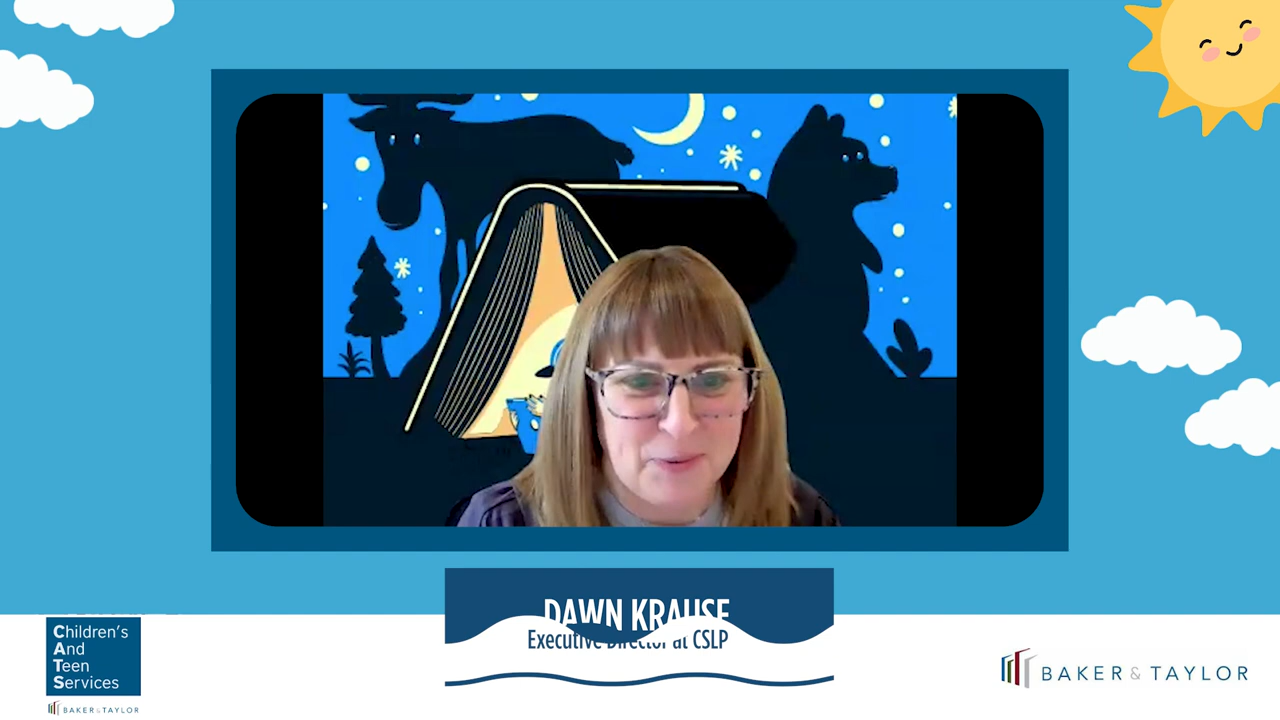 DAWN KRAUSE
Executive Director at CSLP
Children's
And
Teen
Services
BAKER & TAYLOR
BAKER & TAYLOR